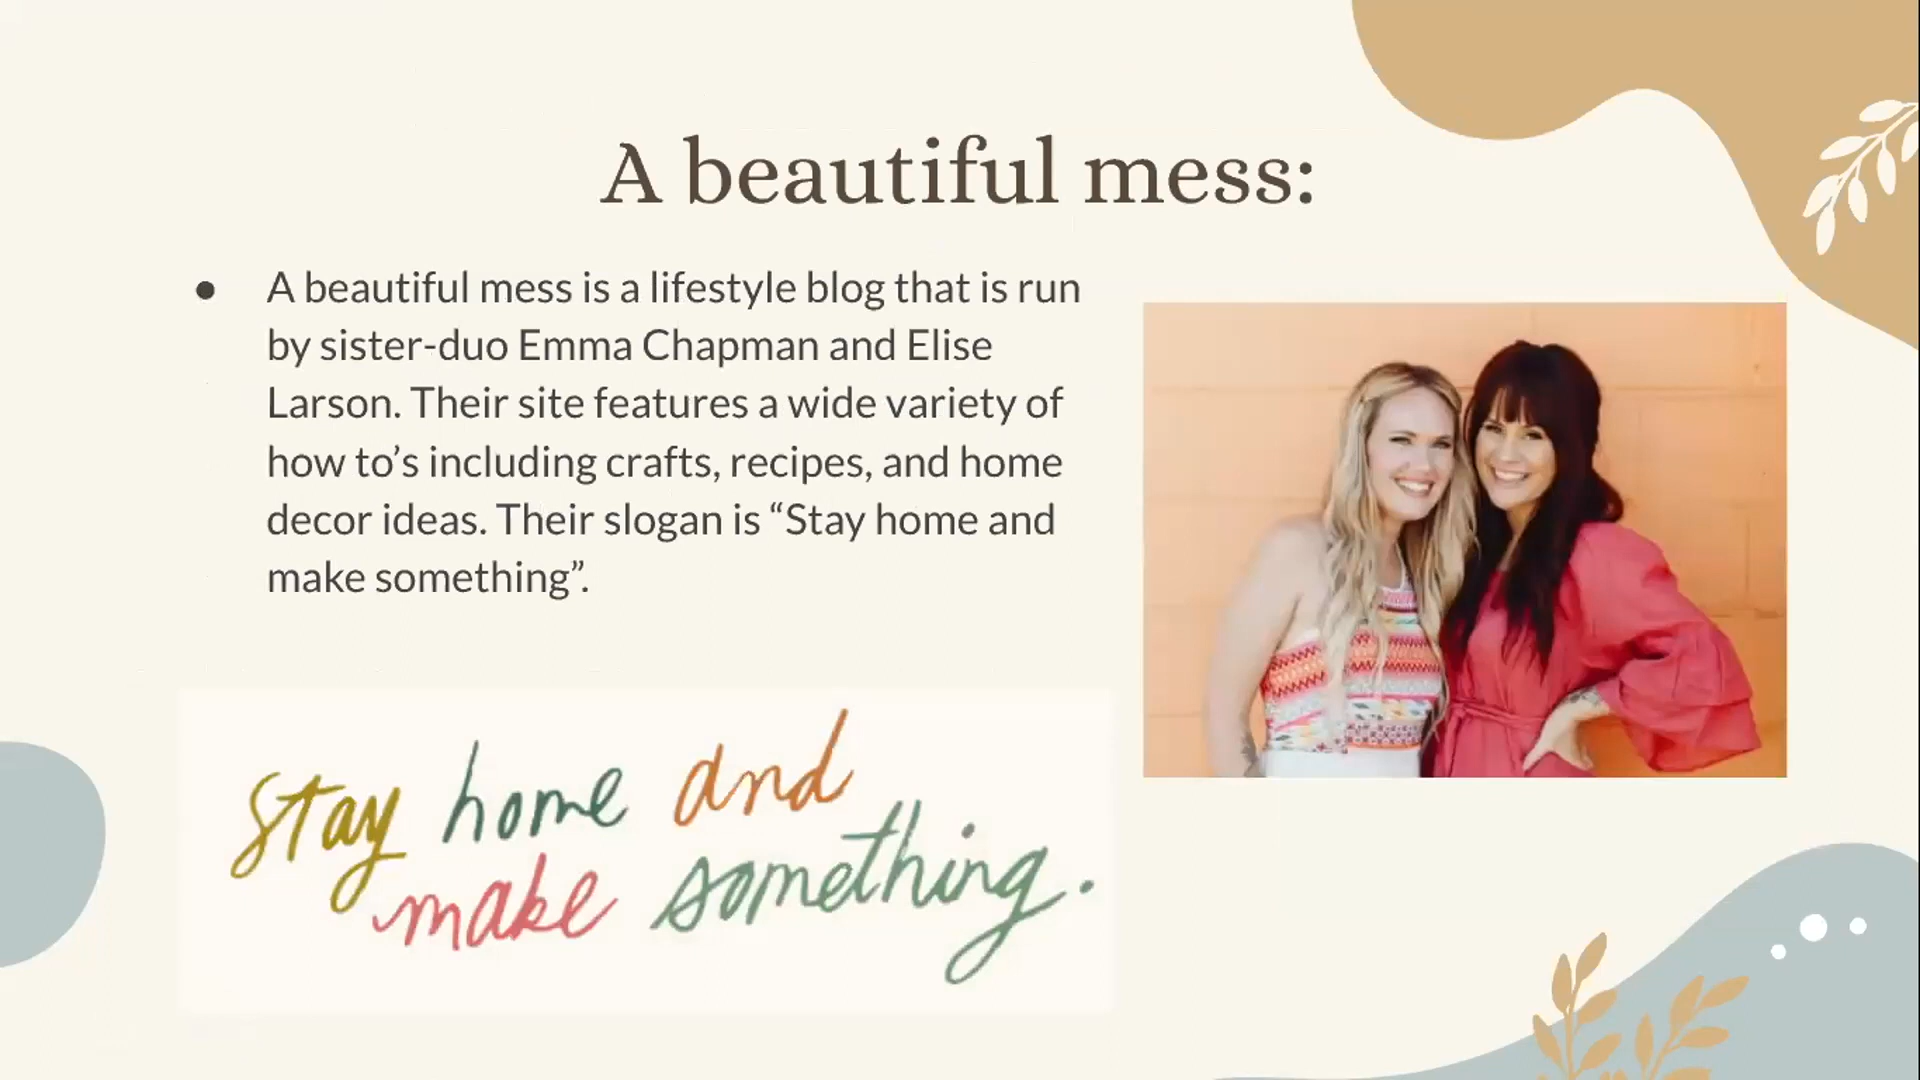 A beautiful mess:
● A beautiful mess is a lifestyle blog that is run
by sister-duo Emma Chapman and Elise
Larson. Their site features a wide variety of
how to’s including crafts, recipes, and home
decor ideas. Their slogan is “Stay home and
make something”.
stay home and
make something.